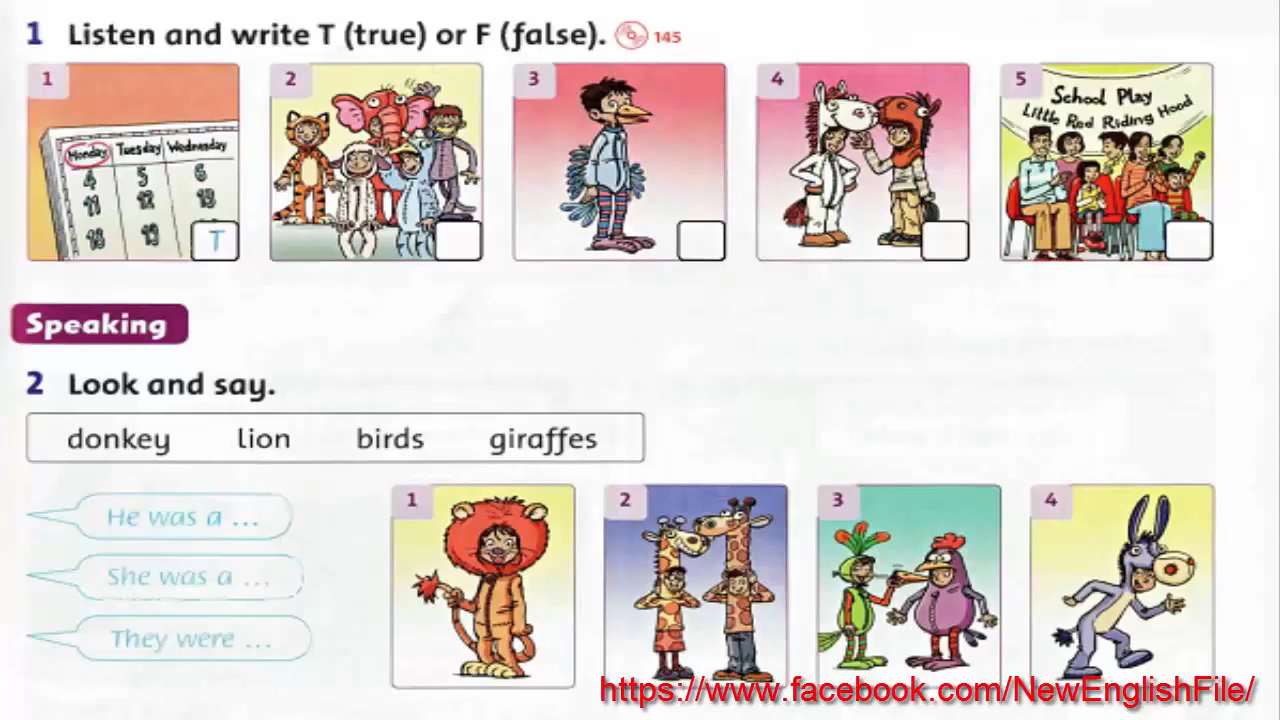 1 Listen and write T (true) or F (false). 145
1
2
3
4
5
Monday Tuesday Wednesday
4 5 6
11 12 13
18 19
T
School Play
Little Red Riding Hood
Speaking
2 Look and say.
donkey lion birds giraffes
He was a ...
She was a ...
They were ...
1
2
3
4
https://www.facebook.com/NewEnglishFile/